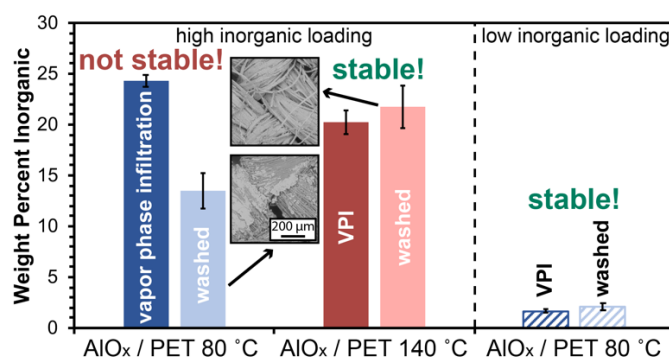 high inorganic loading
low inorganic loading
not stable!
stable!
stable!
Weight Percent Inorganic
30
25
20
15
10
5
0
vapor phase infiltration
washed
200 µm
VPI
washed
VPI
washed
AlOx / PET 80 °C
AlOx / PET 140 °C
AlOx / PET 80 °C